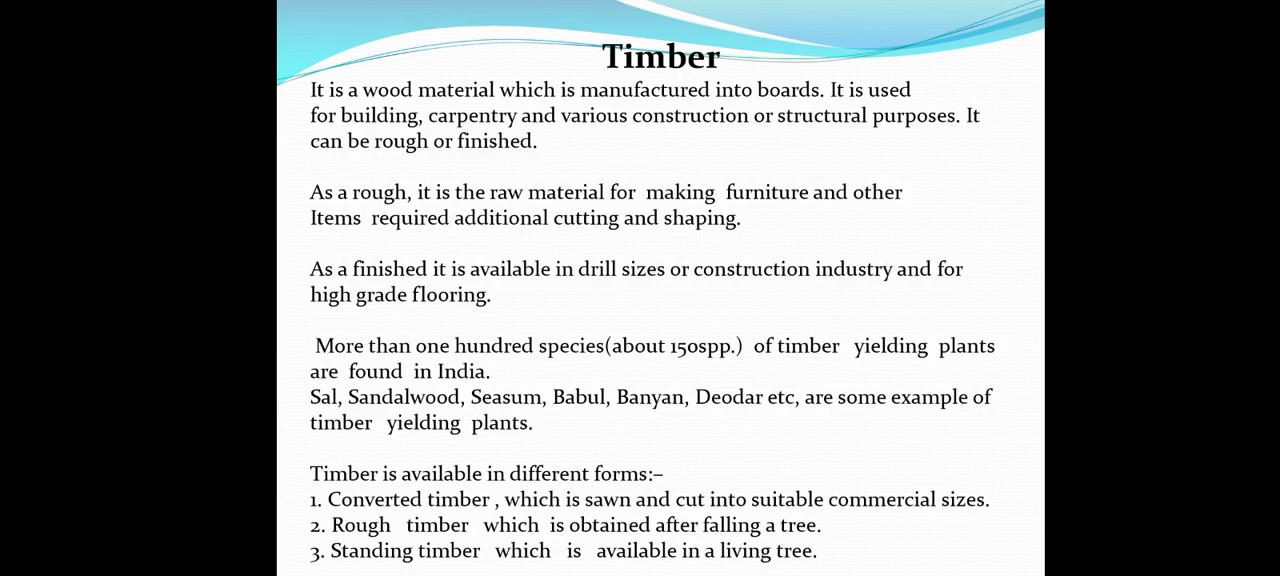 Timber
It is a wood material which is manufactured into boards. It is used
for building, carpentry and various construction or structural purposes. It
can be rough or finished.
As a rough, it is the raw material for making furniture and other
Items required additional cutting and shaping.
As a finished it is available in drill sizes or construction industry and for
high grade flooring.
More than one hundred species(about 150spp.) of timber yielding plants
are found in India.
Sal, Sandalwood, Seasum, Babul, Banyan, Deodar etc, are some example of
timber yielding plants.
Timber is available in different forms:–
1. Converted timber , which is sawn and cut into suitable commercial sizes.
2. Rough timber which is obtained after falling a tree.
3. Standing timber which is available in a living tree.